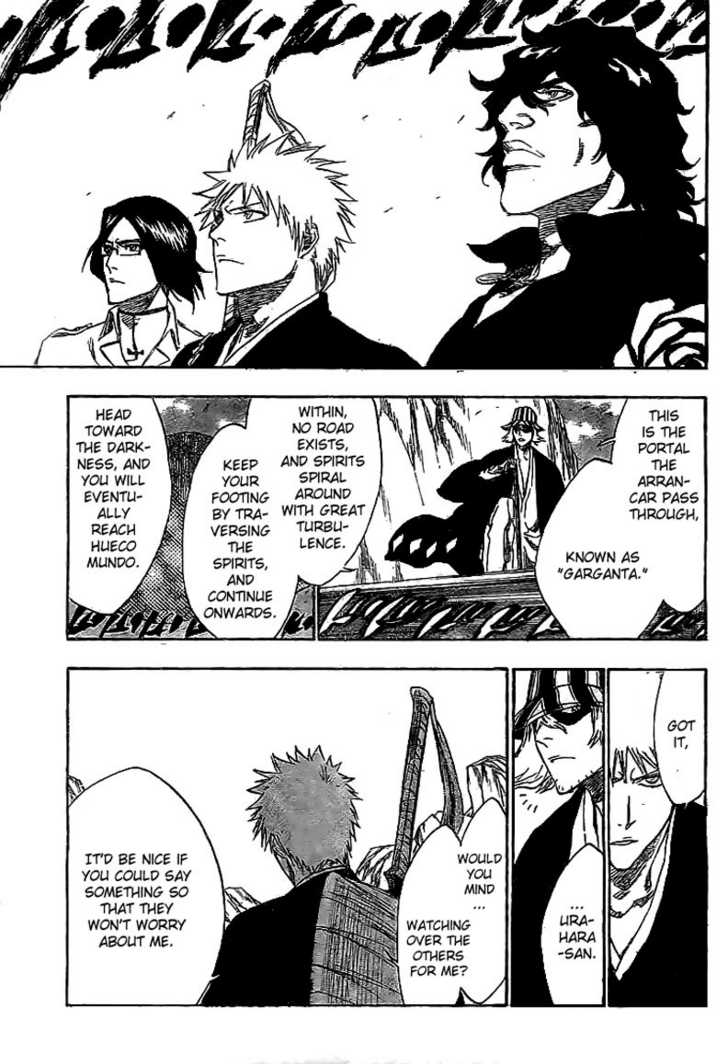 THIS
IS THE
PORTAL
THE
ARRAN-
CAR PASS
THROUGH,
KNOWN AS
"GARGANTA."
WITHIN,
NO ROAD
EXISTS,
AND SPIRITS
SPIRAL
AROUND
WITH GREAT
TURBU-
LENCE.
KEEP
YOUR
FOOTING
BY TRA-
VERSING
THE
SPIRITS,
AND
CONTINUE
ONWARDS.
HEAD
TOWARD
THE DARK-
NESS, AND
YOU WILL
EVENTU-
ALLY
REACH
HUECO
MUNDO.
GOT
IT,
...
URA-
HARA
-SAN.
WOULD
YOU
MIND
...
WATCHING
OVER THE
OTHERS
FOR ME?
IT'D BE NICE IF
YOU COULD SAY
SOMETHING SO
THAT THEY
WON'T WORRY
ABOUT ME.